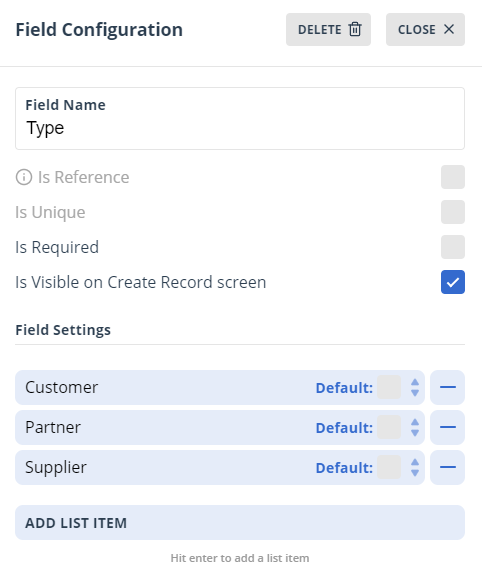 Field Configuration
DELETE
CLOSE
Field Name
Type
Is Reference
Is Unique
Is Required
Is Visible on Create Record screen
Field Settings
Customer Default:
Partner Default:
Supplier Default:
ADD LIST ITEM
Hit enter to add a list item